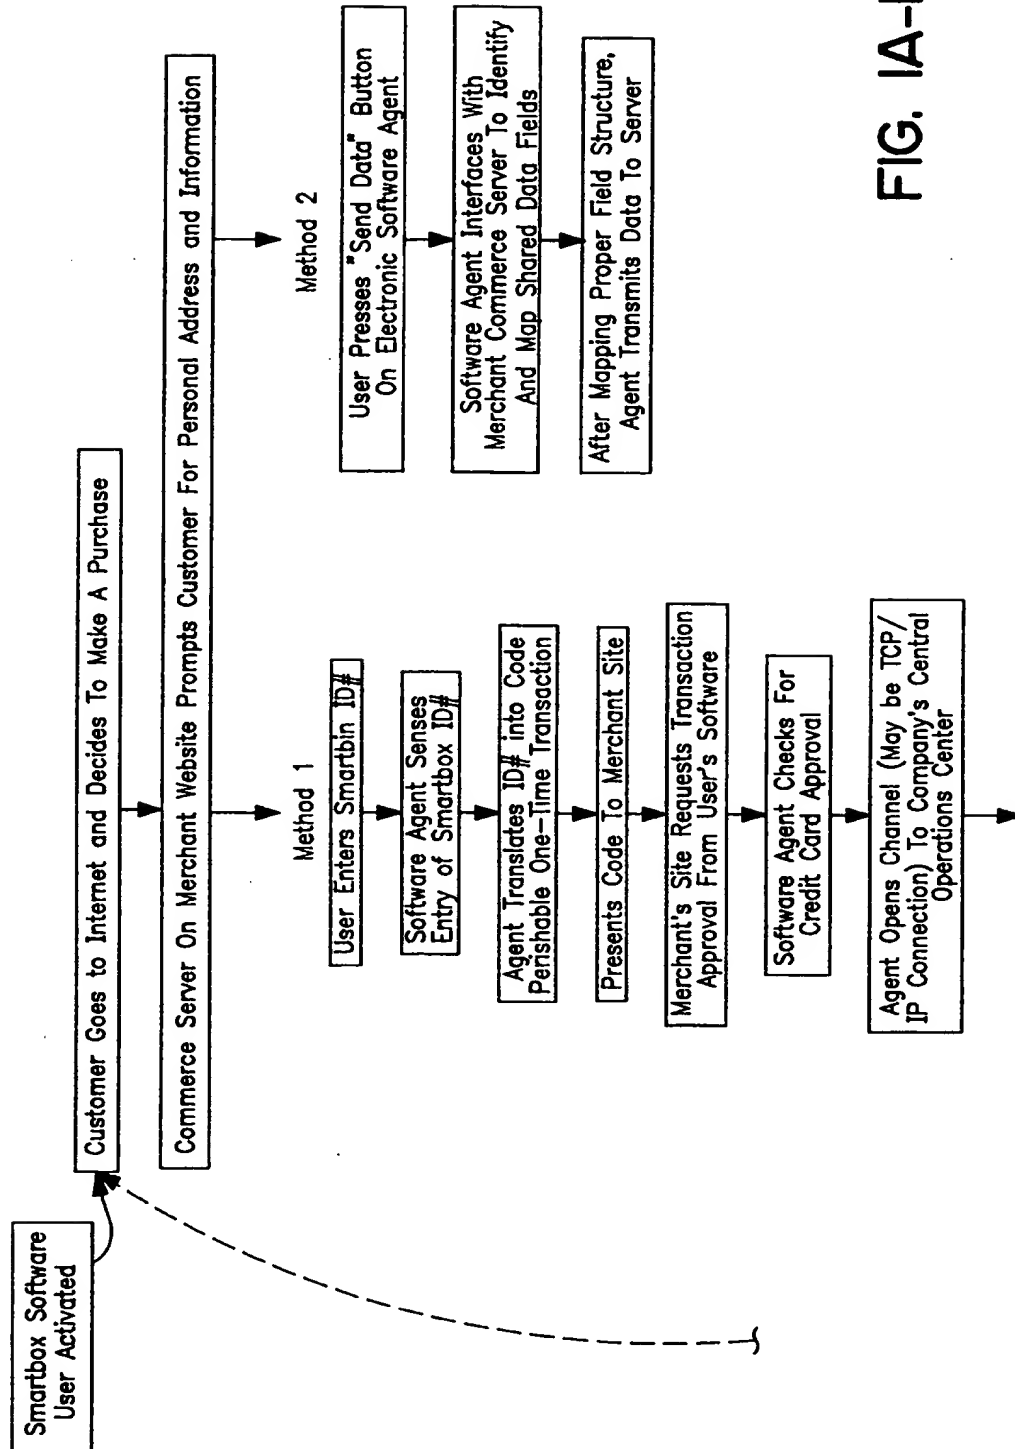 Smartbox Software
User Activated
Customer Goes to Internet and Decides To Make A Purchase
Commerce Server On Merchant Website Prompts Customer For Personal Address and Information
Method 1
User Enters Smartbin ID#
Software Agent Senses
Entry of Smartbox ID#
Agent Translates ID# into Code
Perishable One-Time Transaction
Presents Code To Merchant Site
Merchant's Site Requests Transaction
Approval From User's Software
Software Agent Checks For
Credit Card Approval
Agent Opens Channel (May be TCP/
IP Connection) To Company's Central
Operations Center
Method 2
User Presses "Send Data" Button
On Electronic Software Agent
Software Agent Interfaces With
Merchant Commerce Server To Identify
And Map Shared Data Fields
After Mapping Proper Field Structure,
Agent Transmits Data To Server
FIG. 1A-